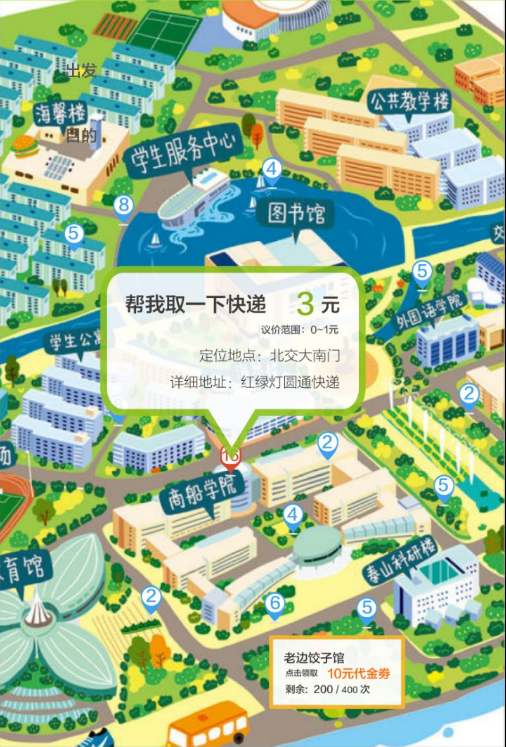 出发
海馨楼
目的
公共教学楼
学生服务中心
4
图书馆
8
5
交
5
帮我取一下快递 3 元
议价范围：0~1元
定位地点：北交大南门
详细地址：红绿灯圆通快递
外国语学院
学生公寓
2
场
2
商船学院
5
4
育馆
泰山科研楼
2
6
5
老边饺子馆
点击领取 10元代金券
剩余: 200 / 400 次